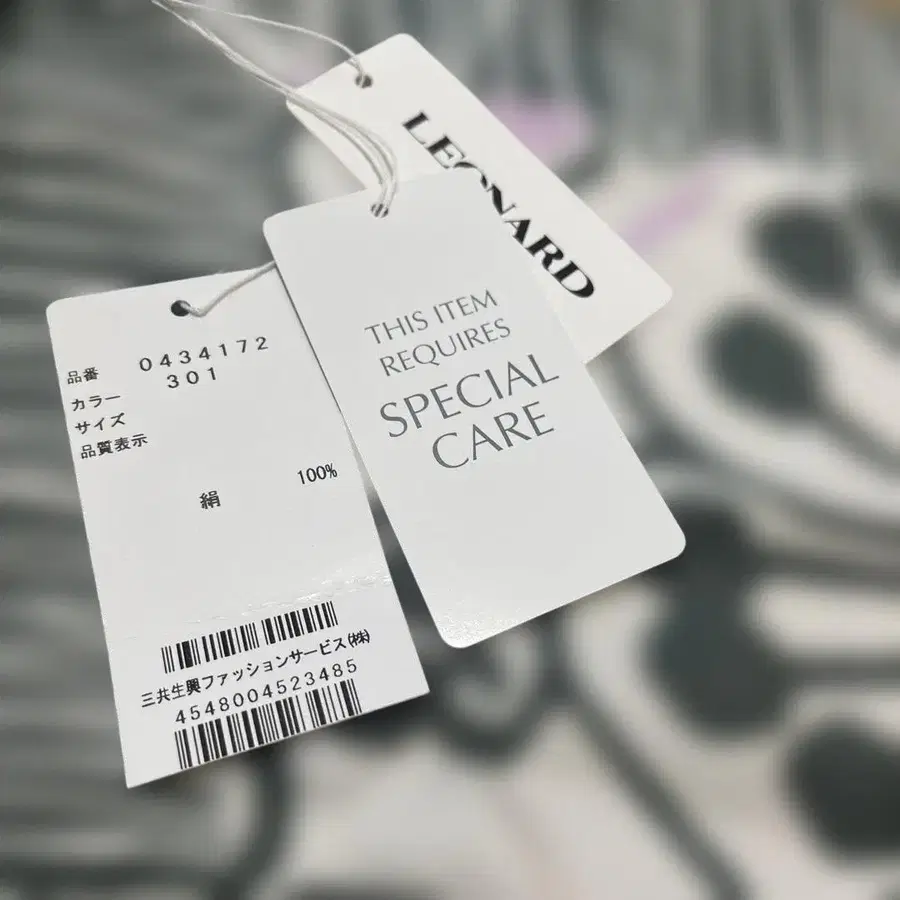 LEONARD
THIS ITEM
REQUIRES
SPECIAL
CARE
品番 0434172
カラー 301
サイズ
品質表示
絹 100%
三共生興ファッションサービス(株)
4548004523485